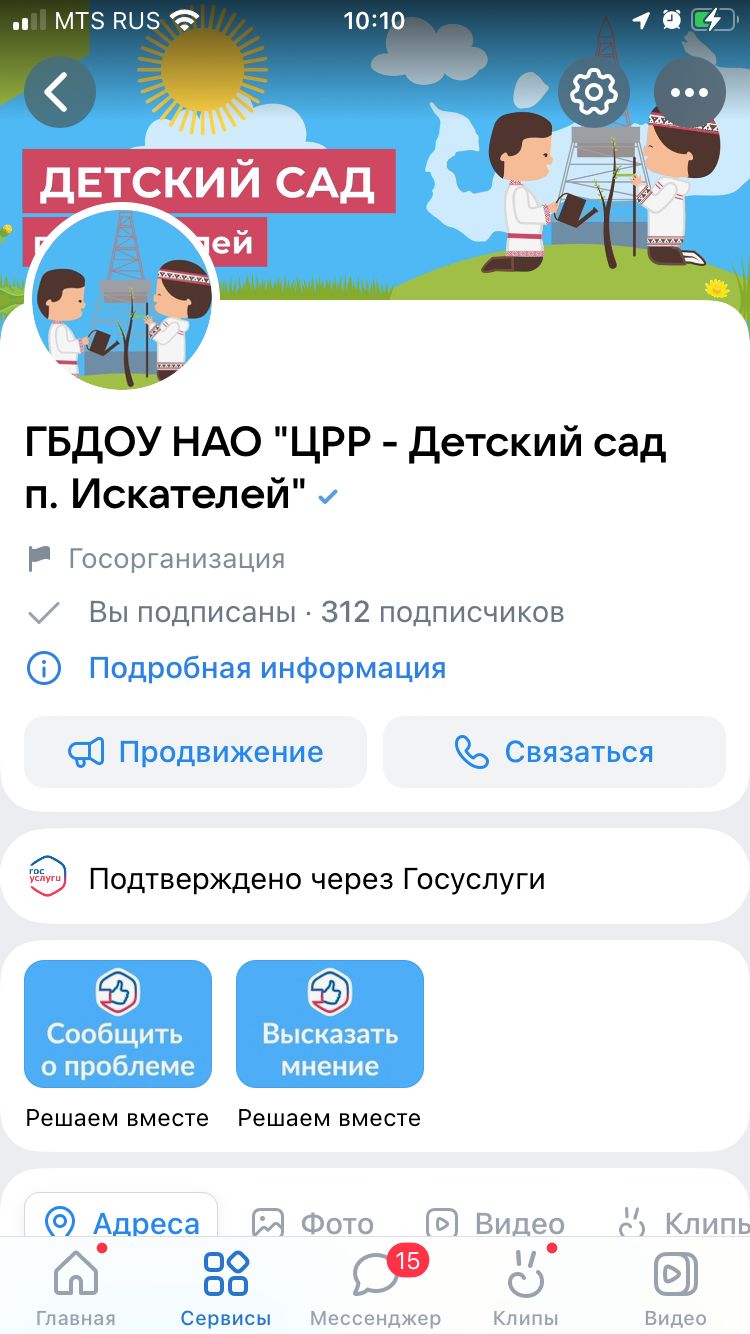 MTS RUS
10:10
ДЕТСКИЙ САД
лей
ГБДОУ НАО "ЦРР - Детский сад
п. Искателей"
Госорганизация
Вы подписаны · 312 подписчиков
Подробная информация
Продвижение
Связаться
гос
услуги
Подтверждено через Госуслуги
Сообщить
о проблеме
Высказать
мнение
Решаем вместе
Решаем вместе
Адреса
Фото
Видео
Клипы
15
Главная
Сервисы
Мессенджер
Клипы
Видео